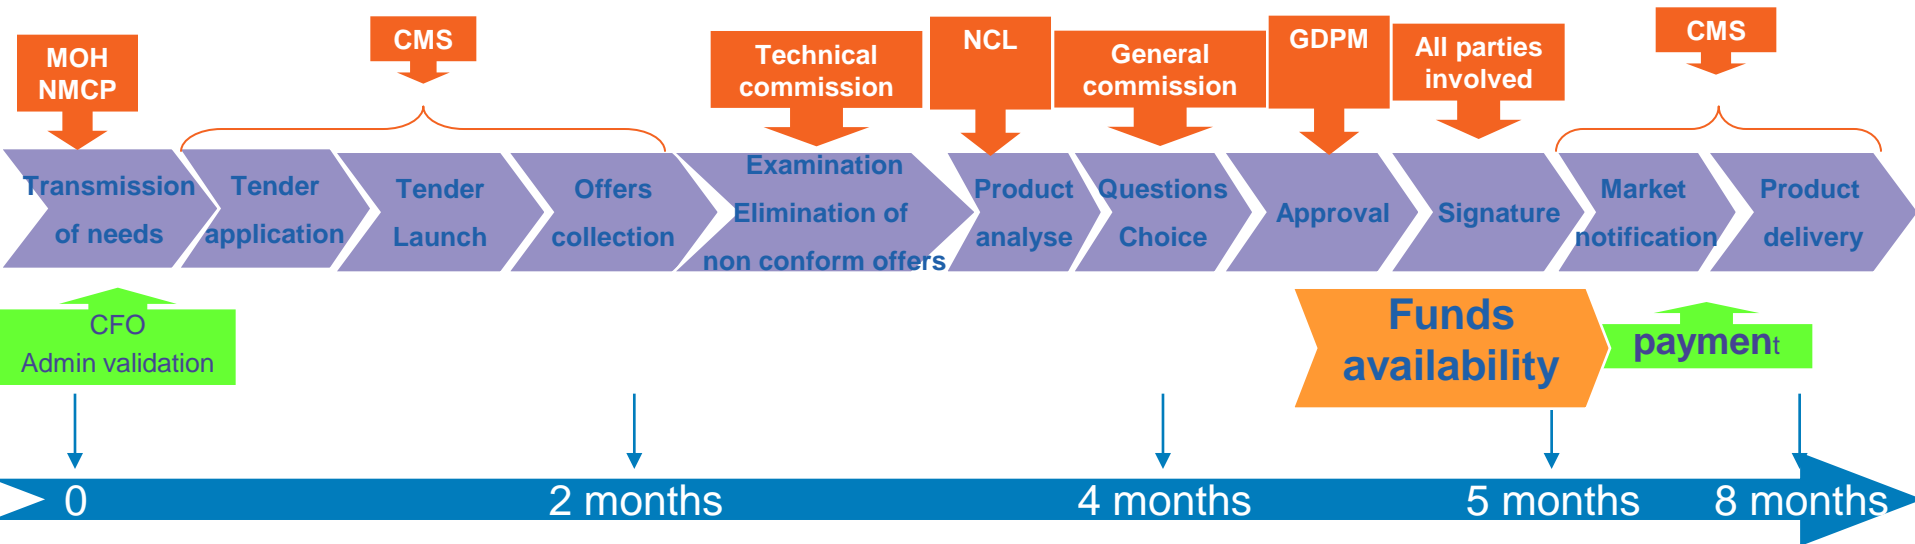 MOH
NMCP
CMS
Technical
commission
NCL
General
commission
GDPM
All parties
involved
CMS
Transmission
of needs
Tender
application
Tender
Launch
Offers
collection
Examination
Elimination of
non conform offers
Product
analyse
Questions
Choice
Approval
Signature
Market
notification
Product
delivery
CFO
Admin validation
Funds
availability
payment
0
2 months
4 months
5 months
8 months